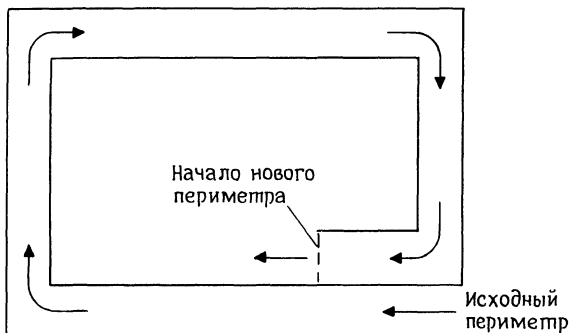 Начало нового
периметра
Исходный
периметр